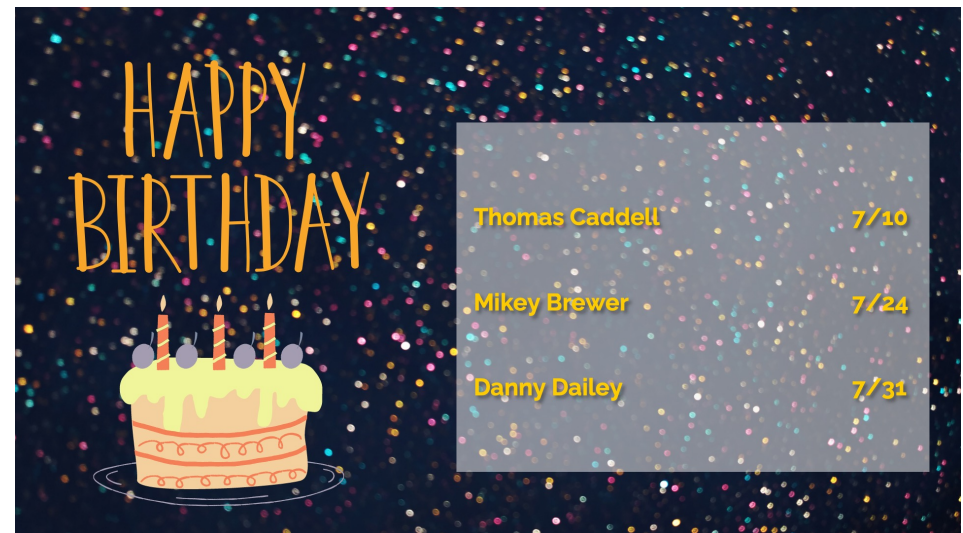 HAPPY
BIRTHDAY
Thomas Caddell 7/10
Mikey Brewer 7/24
Danny Dailey 7/31